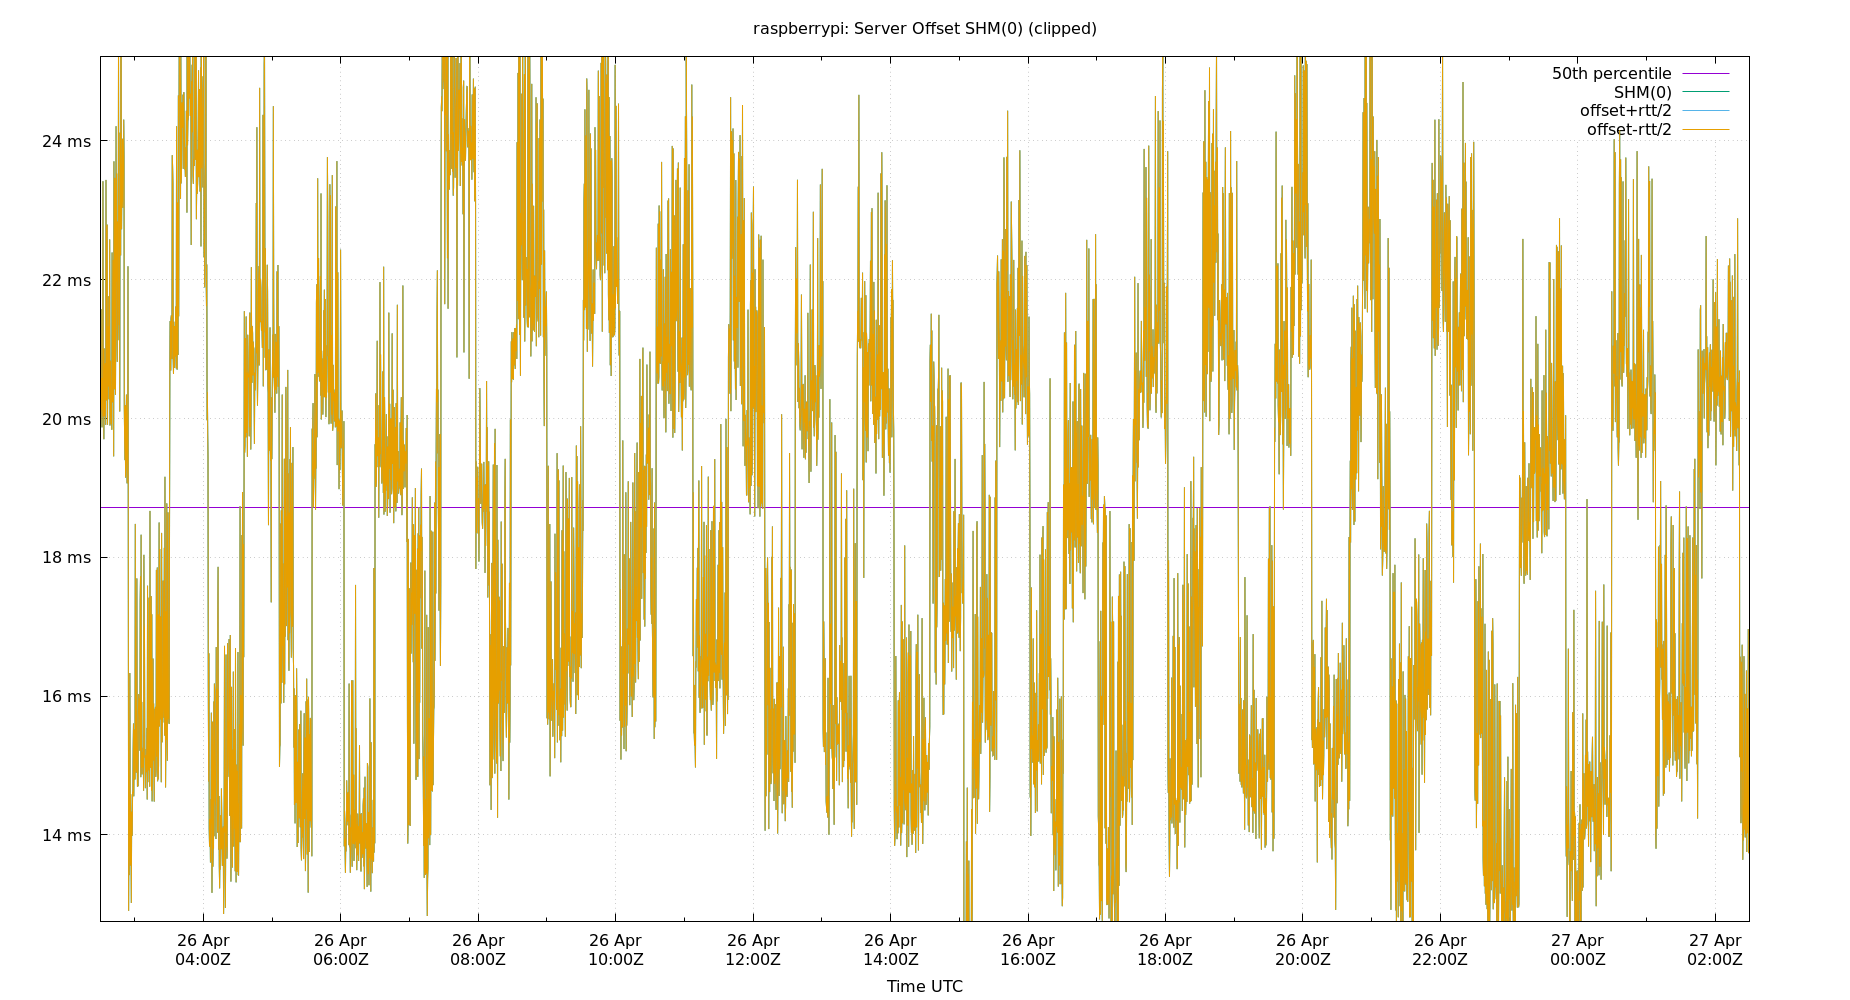 raspberrypi: Server Offset SHM(0) (clipped)
50th percentile
SHM(0)
offset+rtt/2
offset-rtt/2
24 ms
22 ms
20 ms
18 ms
16 ms
14 ms
26 Apr 26 Apr 26 Apr 26 Apr 26 Apr 26 Apr 26 Apr 26 Apr 26 Apr 26 Apr 27 Apr 27 Apr
04:00Z 06:00Z 08:00Z 10:00Z 12:00Z 14:00Z 16:00Z 18:00Z 20:00Z 22:00Z 00:00Z 02:00Z
Time UTC